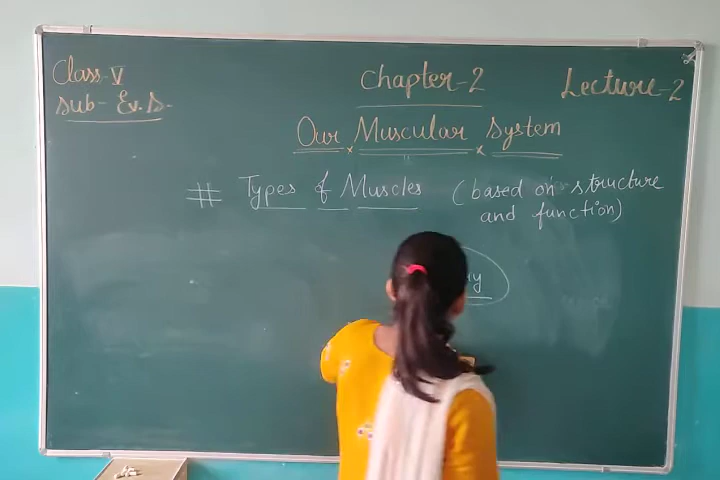 Class-V
Sub- Ev.S-
Chapter-2
Lecture-2
Our Muscular System
# Types of Muscles (based on structure
and function)